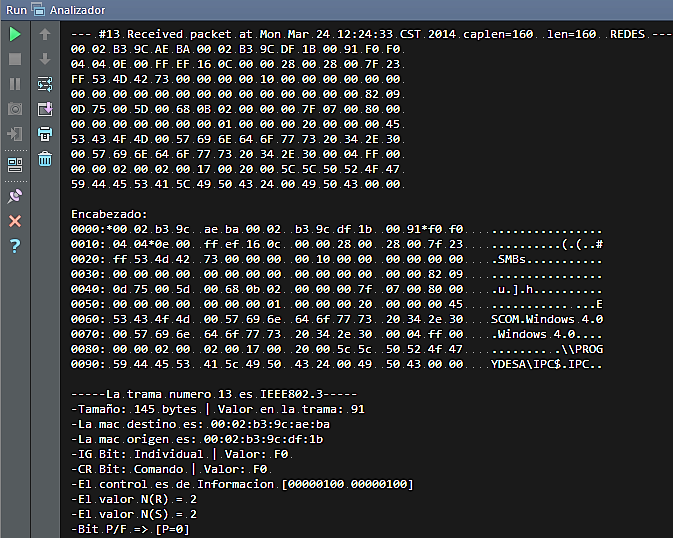 Run Analizador
--- #13 Received packet at Mon Mar 24 12:24:33 CST 2014 caplen=160 len=160 REDES ---
00 02 B3 9C AE BA 00 02 B3 9C DF 1B 00 91 F0 F0
04 04 0E 00 FF EF 16 0C 00 00 28 00 28 00 7F 23
FF 53 4D 42 73 00 00 00 00 10 00 00 00 00 00 00
00 00 00 00 00 00 00 00 00 00 00 00 00 00 82 09
0D 75 00 5D 00 68 0B 02 00 00 00 7F 07 00 80 00
00 00 00 00 00 00 01 00 00 00 20 00 00 00 45
53 43 4F 4D 00 57 69 6E 64 6F 77 73 20 34 2E 30
00 57 69 6E 64 6F 77 73 20 34 2E 30 00 04 FF 00
00 00 02 00 02 00 17 00 20 00 5C 5C 50 52 4F 47
59 44 45 53 41 5C 49 50 43 24 00 49 50 43 00 00
Encabezado:
0000:*00 02 b3 9c ae ba 00 02 b3 9c df 1b 00 91*f0 f0 ................
0010: 04 04*0e 00 ff ef 16 0c 00 00 28 00 28 00 7f 23 ..........(.(..#
0020: ff 53 4d 42 73 00 00 00 00 10 00 00 00 00 00 00 .SMBs...........
0030: 00 00 00 00 00 00 00 00 00 00 00 00 00 00 82 09 ................
0040: 0d 75 00 5d 00 68 0b 02 00 00 00 7f 07 00 80 00 .u.].h..........
0050: 00 00 00 00 00 00 00 01 00 00 00 20 00 00 00 45 ........... ...E
0060: 53 43 4f 4d 00 57 69 6e 64 6f 77 73 20 34 2e 30 SCOM.Windows 4.0
0070: 00 57 69 6e 64 6f 77 73 20 34 2e 30 00 04 ff 00 .Windows 4.0....
0080: 00 00 02 00 02 00 17 00 20 00 5c 5c 50 52 4f 47 ........ .\\PROG
0090: 59 44 45 53 41 5c 49 50 43 24 00 49 50 43 00 00 YDESA\IPC$.IPC..
-----La trama numero 13 es IEEE802.3-----
-Tamaño: 145 bytes | Valor en la trama: 91
-La mac destino es: 00:02:b3:9c:ae:ba
-La mac origen es: 00:02:b3:9c:df:1b
-IG Bit: Individual | Valor: F0
-CR Bit: Comando | Valor: F0
-El control es de Informacion [00000100 00000100]
-El valor N(R) = 2
-El valor N(S) = 2
-Bit P/F => [P=0]